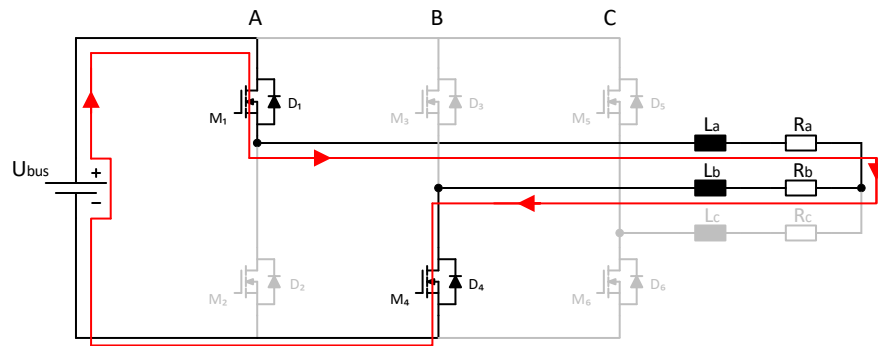 A B C
M₁ D₁ M₃ D₃ M₅ D₅
La Ra
Ubus + Lb Rb
−
Lc Rc
M₂ D₂ M₄ D₄ M₆ D₆